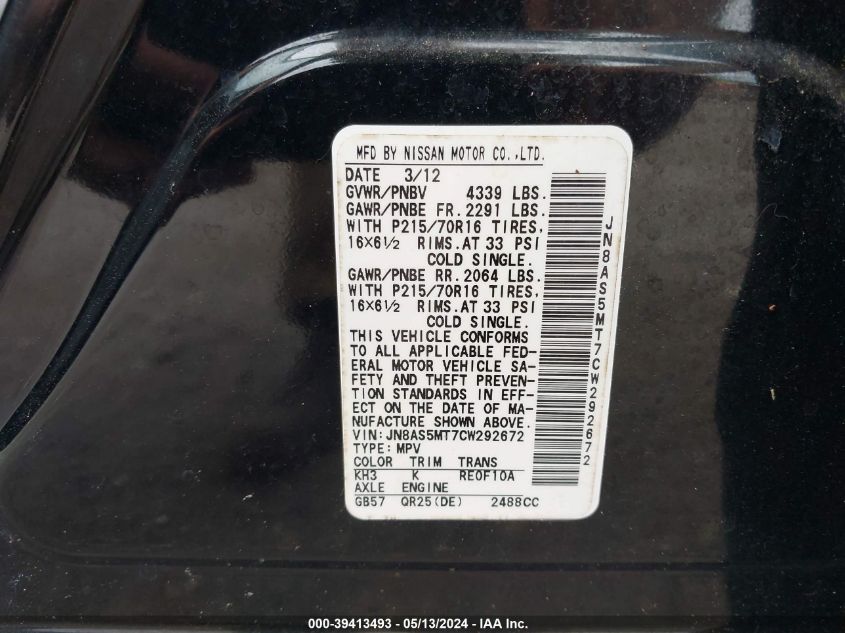 MFD BY NISSAN MOTOR CO.,LTD.
DATE 3/12
GVWR/PNBV 4339 LBS.
GAWR/PNBE FR. 2291 LBS.
WITH P215/70R16 TIRES,
16×6½ RIMS. AT 33 PSI
COLD SINGLE.
GAWR/PNBE RR. 2064 LBS.
WITH P215/70R16 TIRES,
16×6½ RIMS. AT 33 PSI
COLD SINGLE.
THIS VEHICLE CONFORMS
TO ALL APPLICABLE FED-
ERAL MOTOR VEHICLE SA-
FETY AND THEFT PREVEN-
TION STANDARDS IN EFF-
ECT ON THE DATE OF MA-
NUFACTURE SHOWN ABOVE.
VIN: JN8AS5MT7CW292672
TYPE: MPV
COLOR TRIM TRANS
KH3 K RE0F10A
AXLE ENGINE
GB57 QR25(DE) 2488CC
JN8AS5MT7CW292672
000-39413493 - 05/13/2024 - IAA Inc.